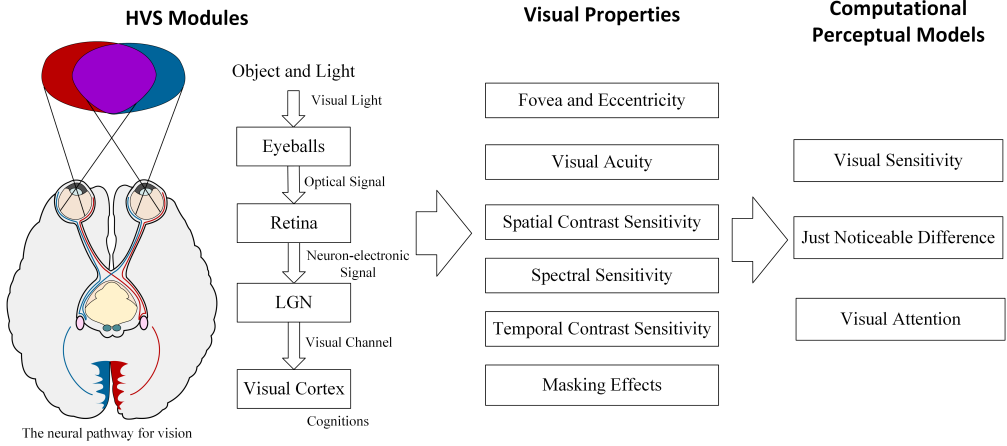 HVS Modules
Visual Properties
Computational
Perceptual Models
Object and Light
Visual Light
Eyeballs
Optical Signal
Retina
Neuron-electronic
Signal
LGN
Visual Channel
Visual Cortex
Cognitions
The neural pathway for vision
Fovea and Eccentricity
Visual Acuity
Spatial Contrast Sensitivity
Spectral Sensitivity
Temporal Contrast Sensitivity
Masking Effects
Visual Sensitivity
Just Noticeable Difference
Visual Attention